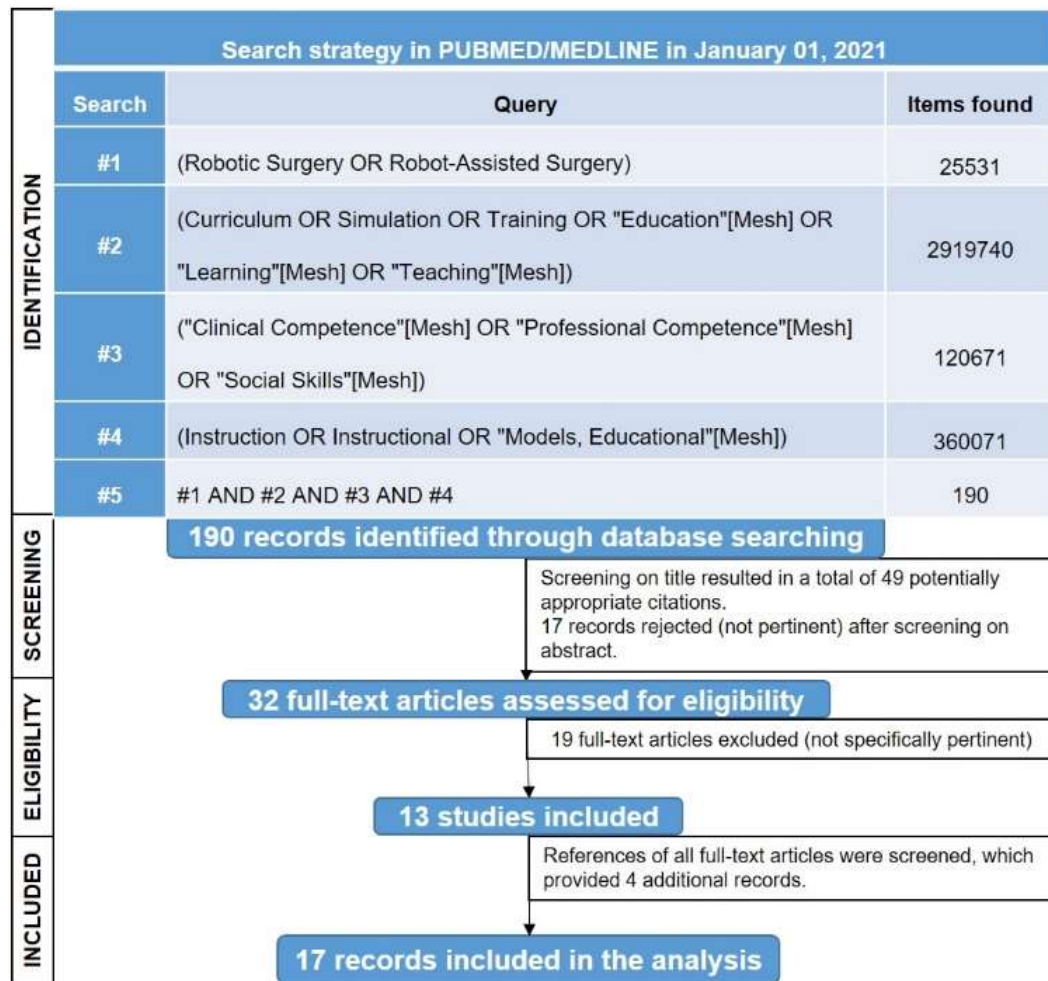 Search strategy in PUBMED/MEDLINE in January 01, 2021
Search Query Items found
IDENTIFICATION
#1 (Robotic Surgery OR Robot-Assisted Surgery) 25531
(Curriculum OR Simulation OR Training OR "Education"[Mesh] OR
#2 2919740
"Learning"[Mesh] OR "Teaching"[Mesh])
("Clinical Competence"[Mesh] OR "Professional Competence"[Mesh]
#3 120671
OR "Social Skills"[Mesh])
#4 (Instruction OR Instructional OR "Models, Educational"[Mesh]) 360071
#5 #1 AND #2 AND #3 AND #4 190
SCREENING
190 records identified through database searching
Screening on title resulted in a total of 49 potentially
appropriate citations.
17 records rejected (not pertinent) after screening on
abstract.
ELIGIBILITY
32 full-text articles assessed for eligibility
19 full-text articles excluded (not specifically pertinent)
13 studies included
INCLUDED
References of all full-text articles were screened, which
provided 4 additional records.
17 records included in the analysis